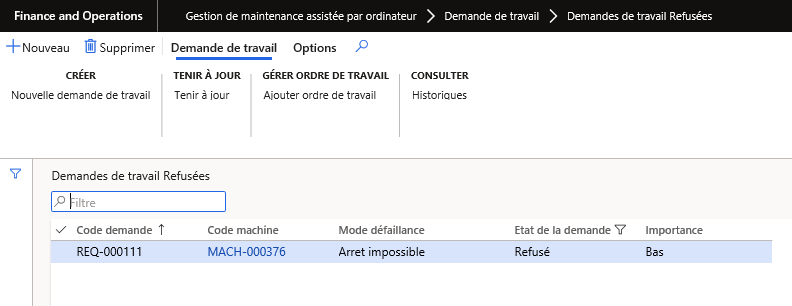 Finance and Operations Gestion de maintenance assistée par ordinateur Demande de travail Demandes de travail Refusées
Nouveau Supprimer Demande de travail Options
CRÉER TENIR À JOUR GÉRER ORDRE DE TRAVAIL CONSULTER
Nouvelle demande de travail Tenir à jour Ajouter ordre de travail Historiques
Demandes de travail Refusées
Filtre
Code demande Code machine Mode défaillance Etat de la demande Importance
REQ-000111 MACH-000376 Arret impossible Refusé Bas